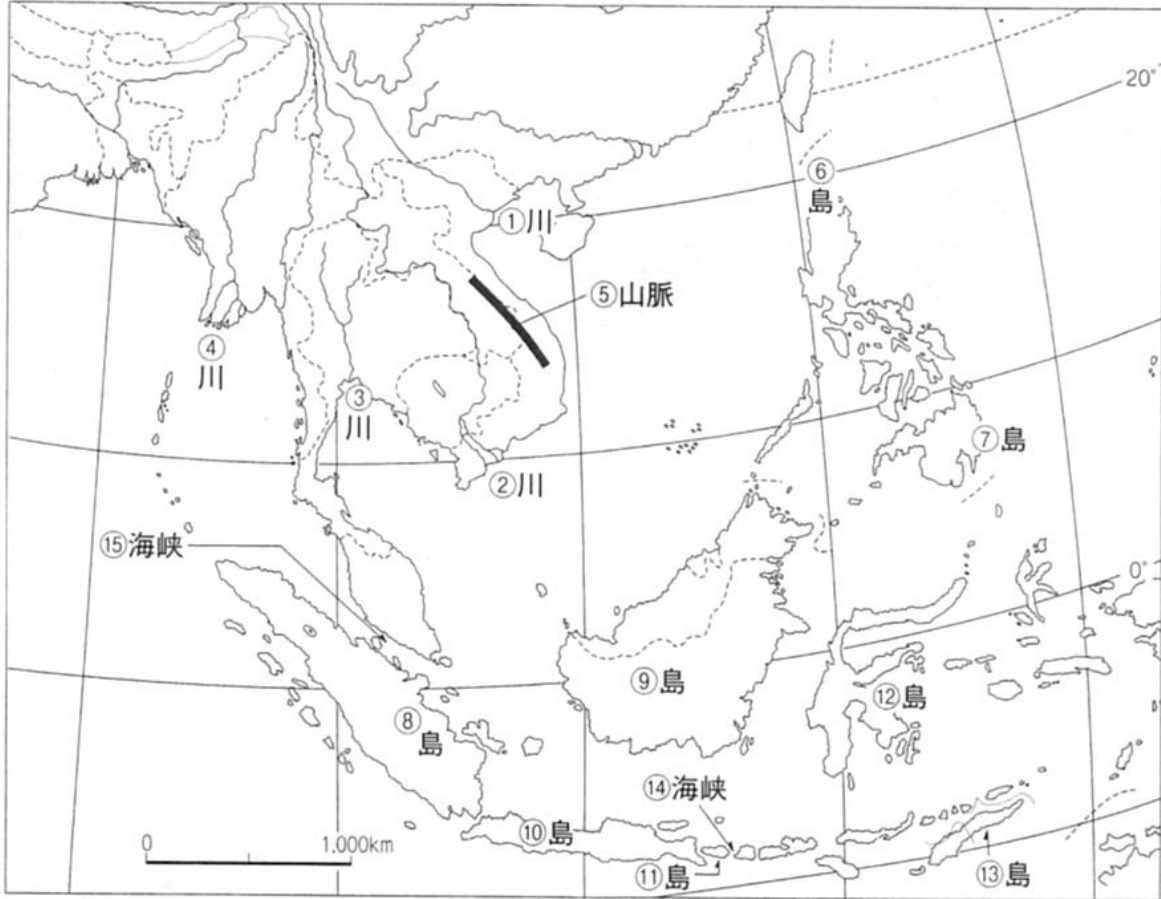 20°
⑥
島
①川
⑤山脈
④
川
③
川
⑦島
②川
⑮海峡
0°
⑨島
⑫島
⑧
島
⑭海峡
⑩島
0
1,000km
⑪島
⑬島